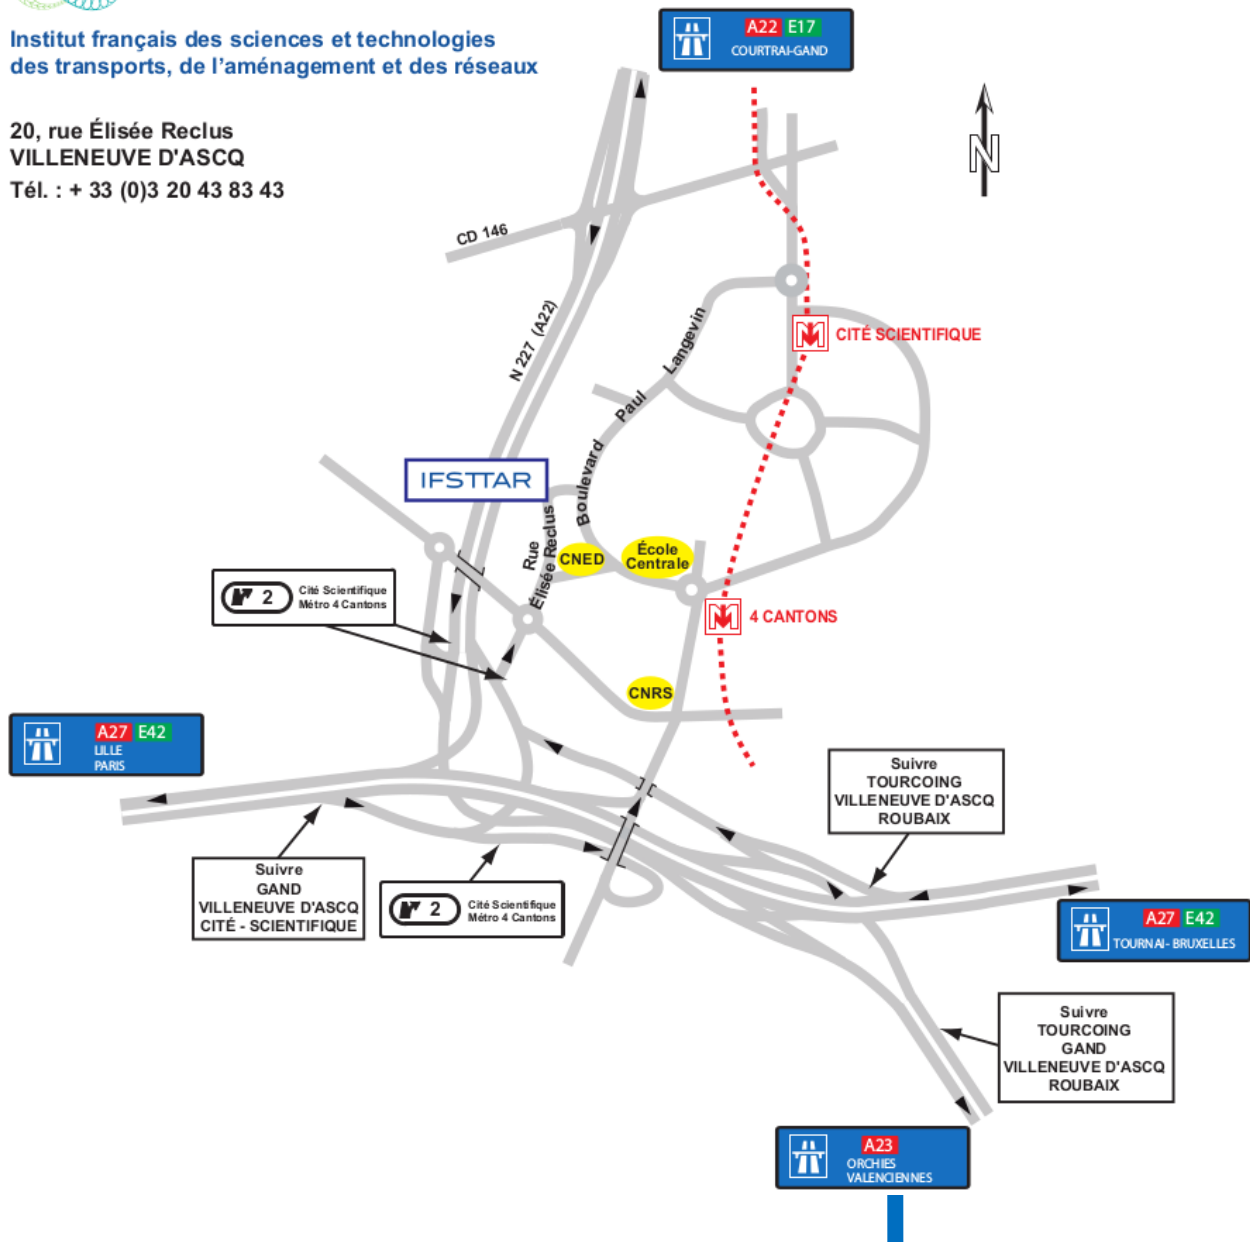 Institut français des sciences et technologies
des transports, de l'aménagement et des réseaux
20, rue Élisée Reclus
VILLENEUVE D'ASCQ
Tél. : + 33 (0)3 20 43 83 43
A22 E17
COURTRAI-GAND
N
CD 146
N 227 (A22)
Boulevard Paul Langevin
CITÉ SCIENTIFIQUE
IFSTTAR
Rue
Élisée Reclus
CNED
École
Centrale
2 Cité Scientifique
Métro 4 Cantons
4 CANTONS
CNRS
A27 E42
LILLE
PARIS
Suivre
TOURCOING
VILLENEUVE D'ASCQ
ROUBAIX
Suivre
GAND
VILLENEUVE D'ASCQ
CITÉ - SCIENTIFIQUE
2 Cité Scientifique
Métro 4 Cantons
A27 E42
TOURNAI- BRUXELLES
Suivre
TOURCOING
GAND
VILLENEUVE D'ASCQ
ROUBAIX
A23
ORCHIES
VALENCIENNES